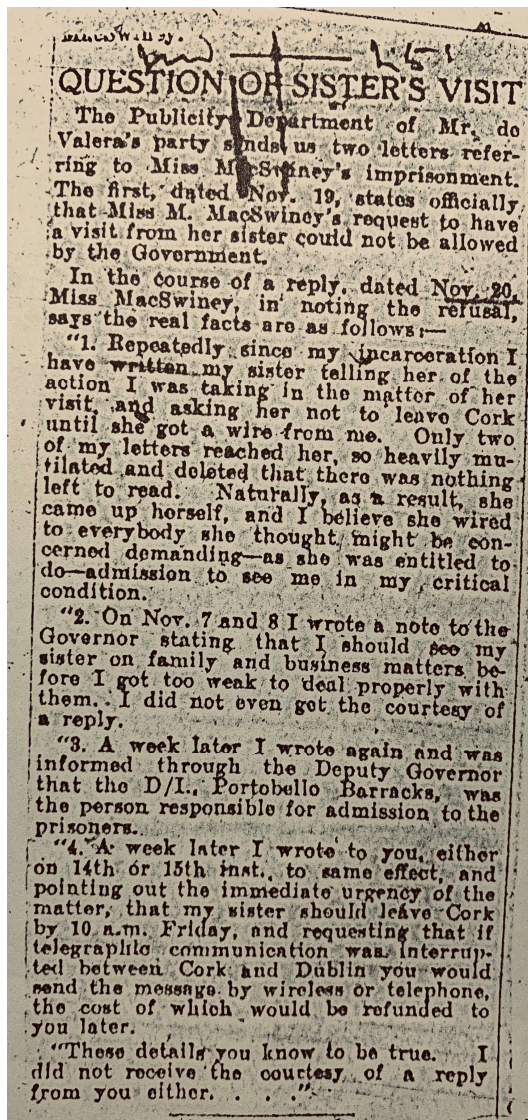 QUESTION OF SISTER'S VISIT
The Publicity Department of Mr. de
Valera's party sends us two letters refer-
ring to Miss MacSwiney's imprisonment.
The first, dated Nov. 19, states officially
that Miss M. MacSwiney's request to have
a visit from her sister could not be allowed
by the Government.
In the course of a reply, dated Nov. 20,
Miss MacSwiney, in noting the refusal,
says the real facts are as follows:—
"1. Repeatedly since my incarceration I
have written my sister telling her of the
action I was taking in the matter of her
visit, and asking her not to leave Cork
until she got a wire from me. Only two
of my letters reached her, so heavily mu-
tilated and deleted that there was nothing
left to read. Naturally, as a result, she
came up herself, and I believe she wired
to everybody she thought might be con-
cerned demanding—as she was entitled to
do—admission to see me in my critical
condition.
"2. On Nov. 7 and 8 I wrote a note to the
Governor stating that I should see my
sister on family and business matters be-
fore I got too weak to deal properly with
them. I did not even get the courtesy of
a reply.
"3. A week later I wrote again and was
informed through the Deputy Governor
that the D/I., Portobello Barracks, was
the person responsible for admission to the
prisoners.
"4. A week later I wrote to you, either
on 14th or 15th inst., to same effect, and
pointing out the immediate urgency of the
matter, that my sister should leave Cork
by 10 a.m. Friday, and requesting that if
telegraphic communication was interrup-
ted between Cork and Dublin you would
send the message by wireless or telephone,
the cost of which would be refunded to
you later.
"These details you know to be true. I
did not receive the courtesy of a reply
from you either. . . ."